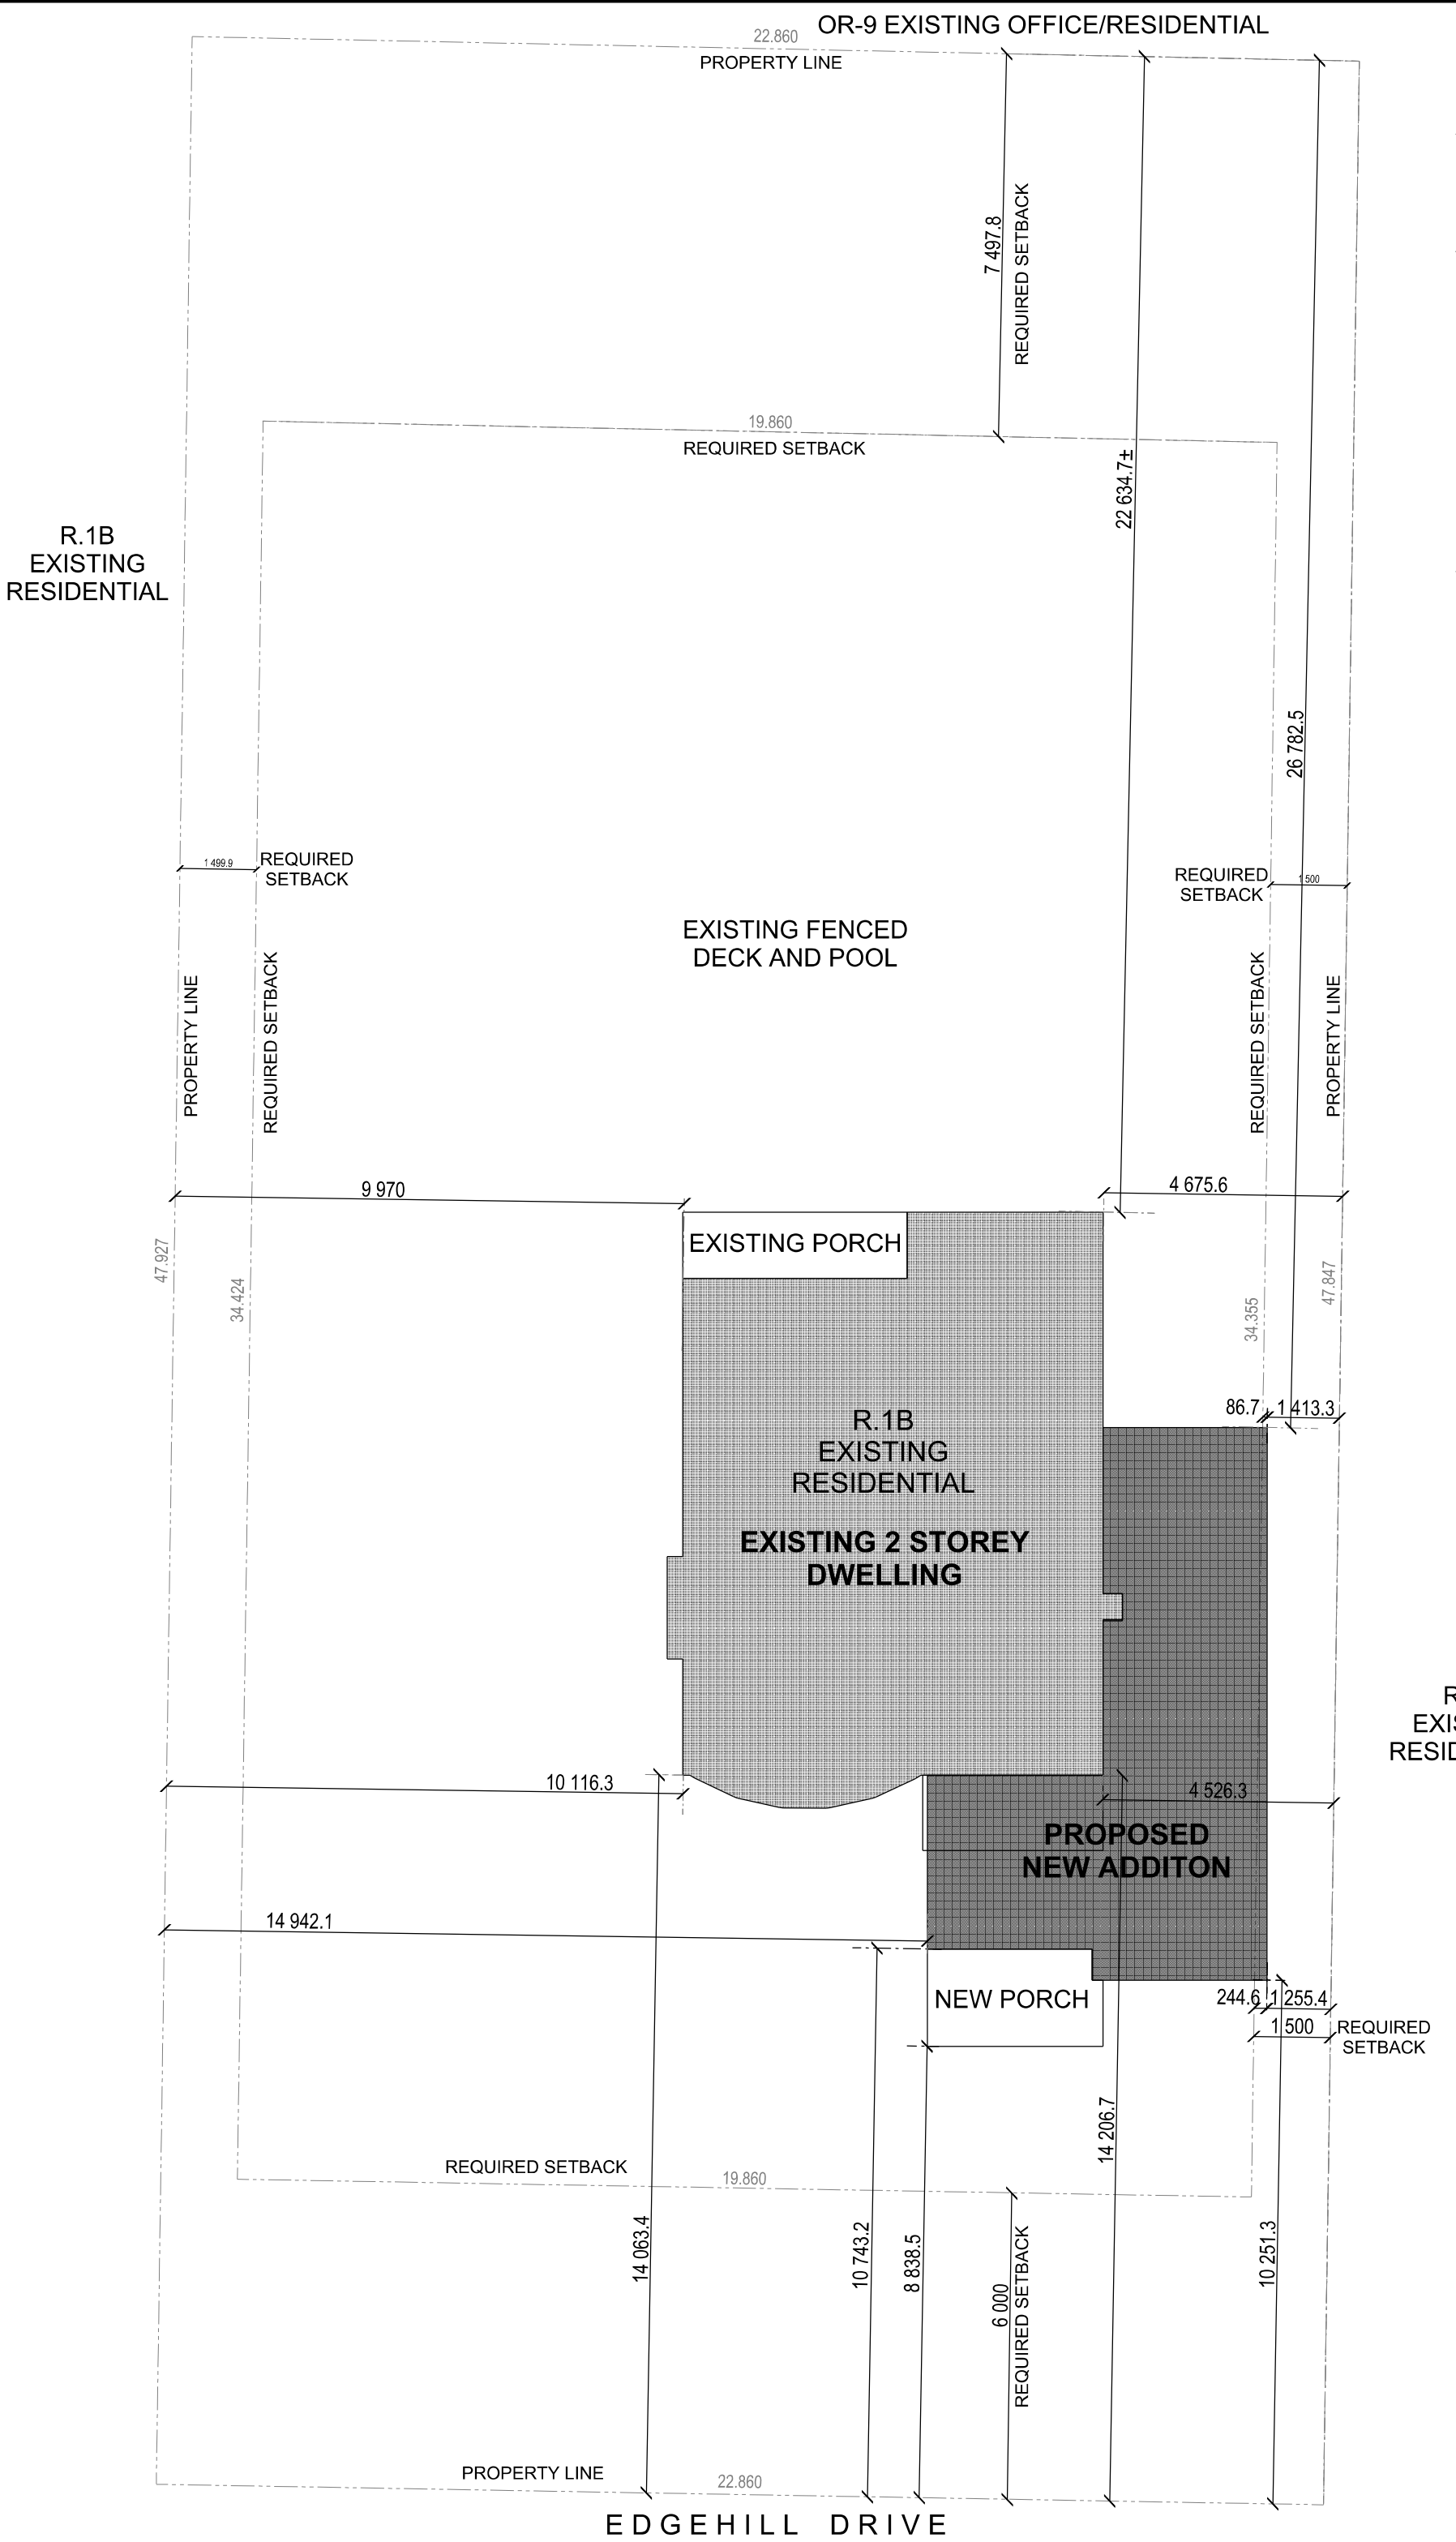 OR-9 EXISTING OFFICE/RESIDENTIAL
22.860
PROPERTY LINE
7 497.8
REQUIRED SETBACK
19.860
REQUIRED SETBACK
22 634.7±
R.1B
EXISTING
RESIDENTIAL
26 782.5
1 499.9
REQUIRED
SETBACK
REQUIRED
SETBACK
1 500
EXISTING FENCED
DECK AND POOL
PROPERTY LINE
REQUIRED SETBACK
REQUIRED SETBACK
PROPERTY LINE
9 970
4 675.6
EXISTING PORCH
47.927
34.424
34.355
47.847
86.7
1 413.3
R.1B
EXISTING
RESIDENTIAL
EXISTING 2 STOREY
DWELLING
R
EXIS
RESID
10 116.3
4 526.3
PROPOSED
NEW ADDITON
14 942.1
NEW PORCH
244.6
1 255.4
1 500
REQUIRED
SETBACK
14 206.7
REQUIRED SETBACK
19.860
14 063.4
10 743.2
8 838.5
6 000
REQUIRED SETBACK
10 251.3
PROPERTY LINE
22.860
EDGEHILL DRIVE